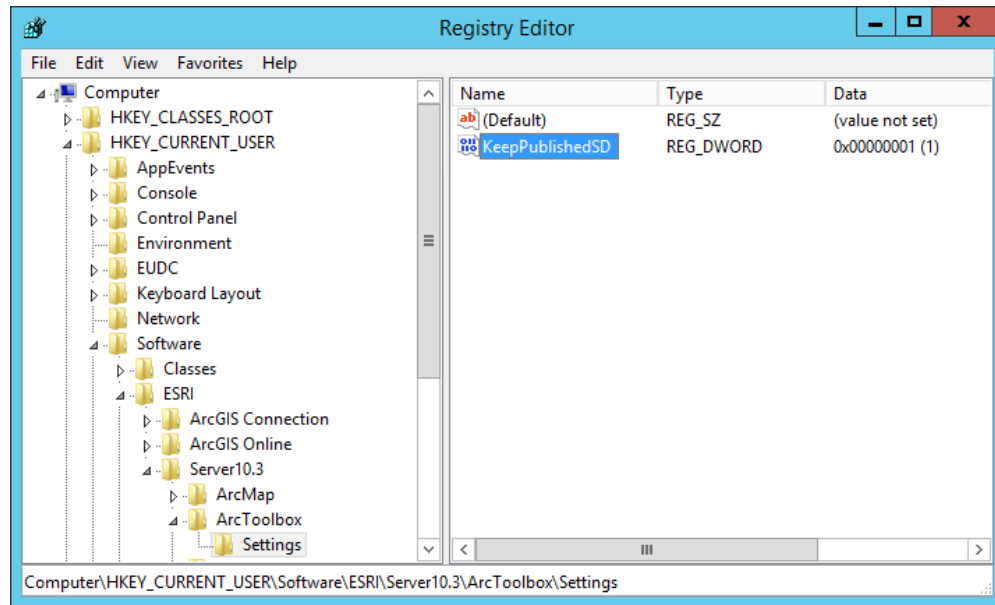 Registry Editor
File Edit View Favorites Help
Computer
HKEY_CLASSES_ROOT
HKEY_CURRENT_USER
AppEvents
Console
Control Panel
Environment
EUDC
Keyboard Layout
Network
Software
Classes
ESRI
ArcGIS Connection
ArcGIS Online
Server10.3
ArcMap
ArcToolbox
Settings
Name Type Data
ab (Default) REG_SZ (value not set)
KeepPublishedSD REG_DWORD 0x00000001 (1)
Computer\HKEY_CURRENT_USER\Software\ESRI\Server10.3\ArcToolbox\Settings